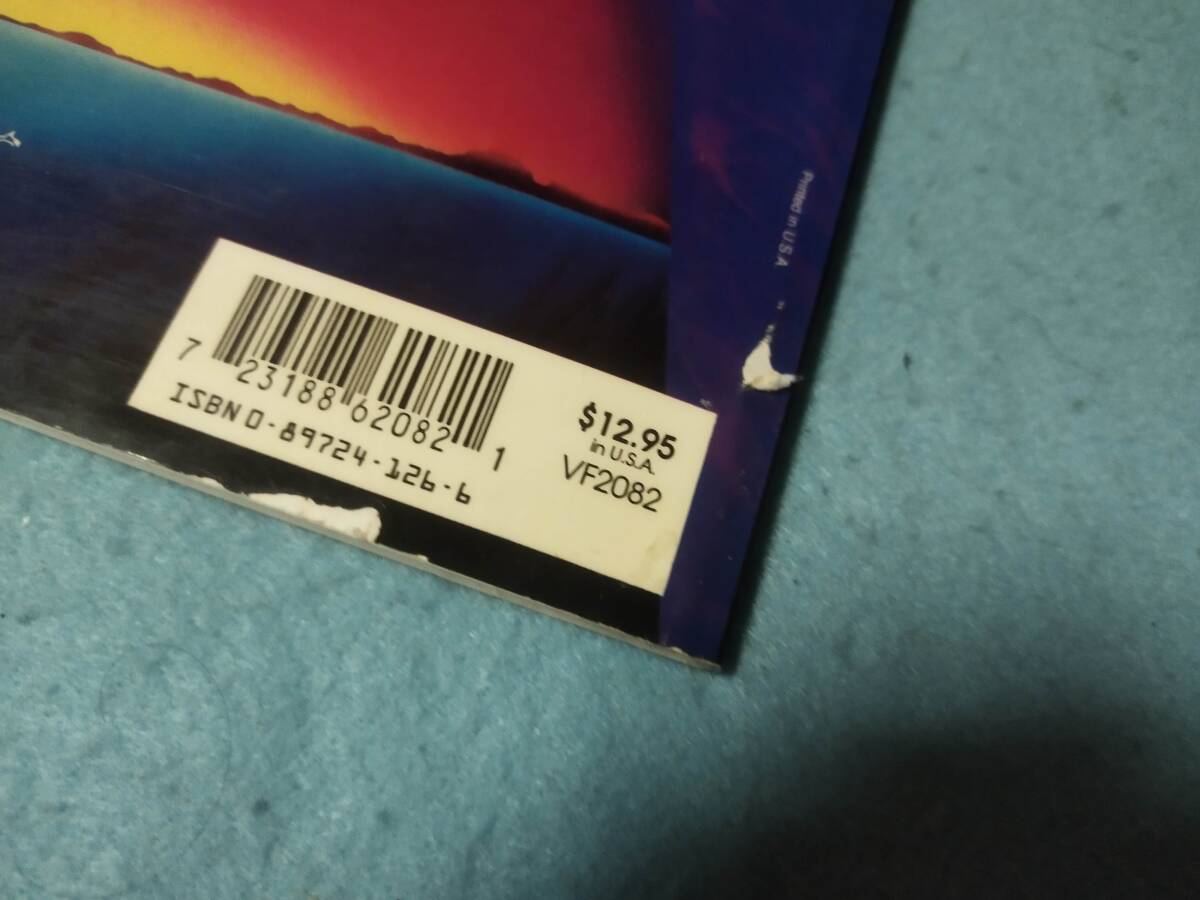 Printed in U.S.A.
7 23188 62082 1
ISBN 0-89724-126-6
$12.95
in U.S.A.
VF2082